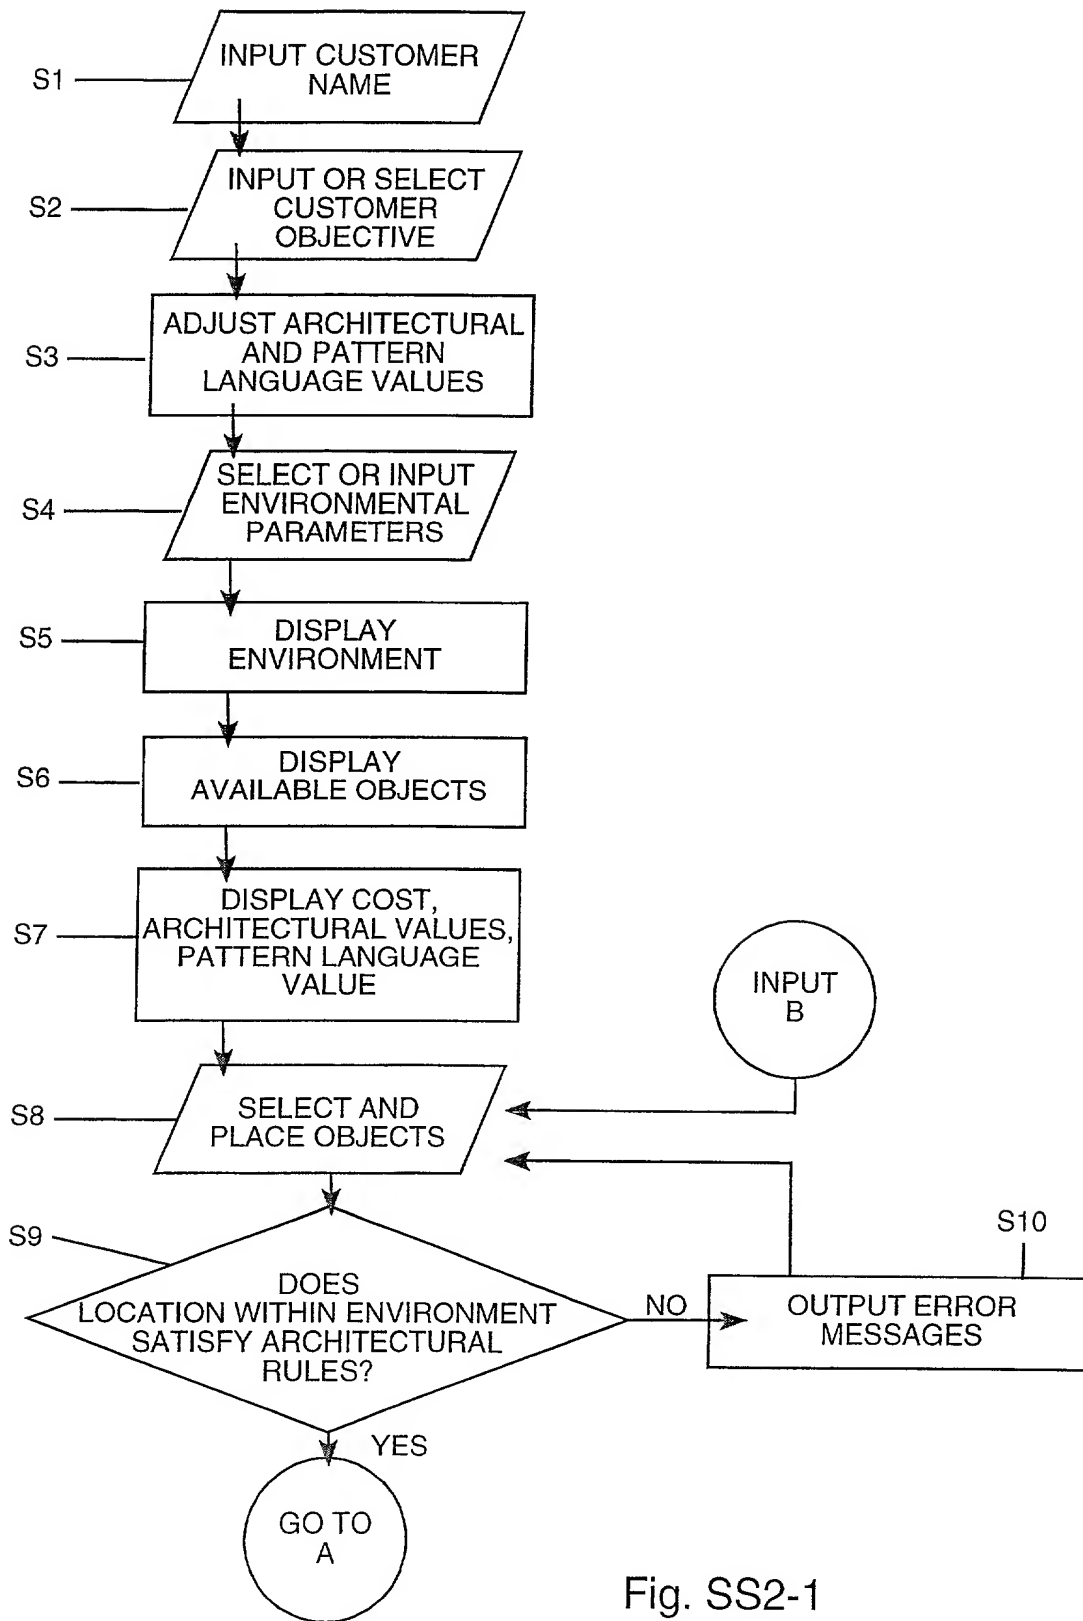 S1
INPUT CUSTOMER
NAME
S2
INPUT OR SELECT
CUSTOMER
OBJECTIVE
S3
ADJUST ARCHITECTURAL
AND PATTERN
LANGUAGE VALUES
S4
SELECT OR INPUT
ENVIRONMENTAL
PARAMETERS
S5
DISPLAY
ENVIRONMENT
S6
DISPLAY
AVAILABLE OBJECTS
S7
DISPLAY COST,
ARCHITECTURAL VALUES,
PATTERN LANGUAGE
VALUE
INPUT
B
S8
SELECT AND
PLACE OBJECTS
S9
DOES
LOCATION WITHIN ENVIRONMENT
SATISFY ARCHITECTURAL
RULES?
NO
S10
OUTPUT ERROR
MESSAGES
YES
GO TO
A
Fig. SS2-1